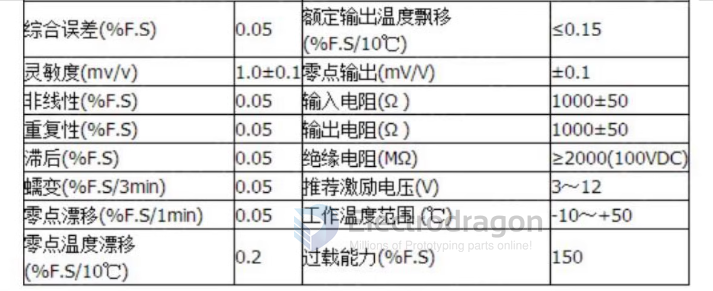 综合误差(%F.S) 0.05 额定输出温度飘移
(%F.S/10℃) ≤0.15
灵敏度(mv/v) 1.0±0.1 零点输出(mV/V) ±0.1
非线性(%F.S) 0.05 输入电阻(Ω ) 1000±50
重复性(%F.S) 0.05 输出电阻(Ω ) 1000±50
滞后(%F.S) 0.05 绝缘电阻(MΩ) ≥2000(100VDC)
蠕变(%F.S/3min) 0.05 推荐激励电压(V) 3～12
零点漂移(%F.S/1min) 0.05 工作温度范围 (℃) -10～+50
Electrodragon
Millions of Prototyping parts online!
零点温度漂移
(%F.S/10℃) 0.2 过载能力(%F.S) 150